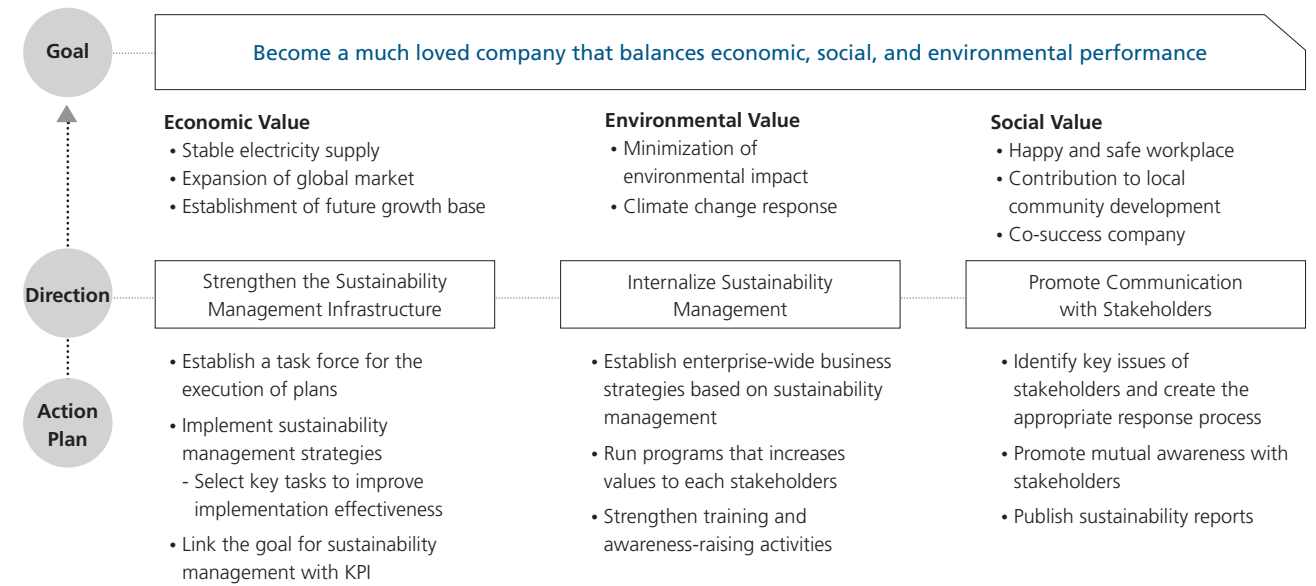 Goal
Become a much loved company that balances economic, social, and environmental performance
Economic Value
• Stable electricity supply
• Expansion of global market
• Establishment of future growth base
Environmental Value
• Minimization of
environmental impact
• Climate change response
Social Value
• Happy and safe workplace
• Contribution to local
community development
• Co-success company
Direction
Strengthen the Sustainability
Management Infrastructure
Internalize Sustainability
Management
Promote Communication
with Stakeholders
Action
Plan
• Establish a task force for the
execution of plans
• Implement sustainability
management strategies
- Select key tasks to improve
implementation effectiveness
• Link the goal for sustainability
management with KPI
• Establish enterprise-wide business
strategies based on sustainability
management
• Run programs that increases
values to each stakeholders
• Strengthen training and
awareness-raising activities
• Identify key issues of
stakeholders and create the
appropriate response process
• Promote mutual awareness with
stakeholders
• Publish sustainability reports